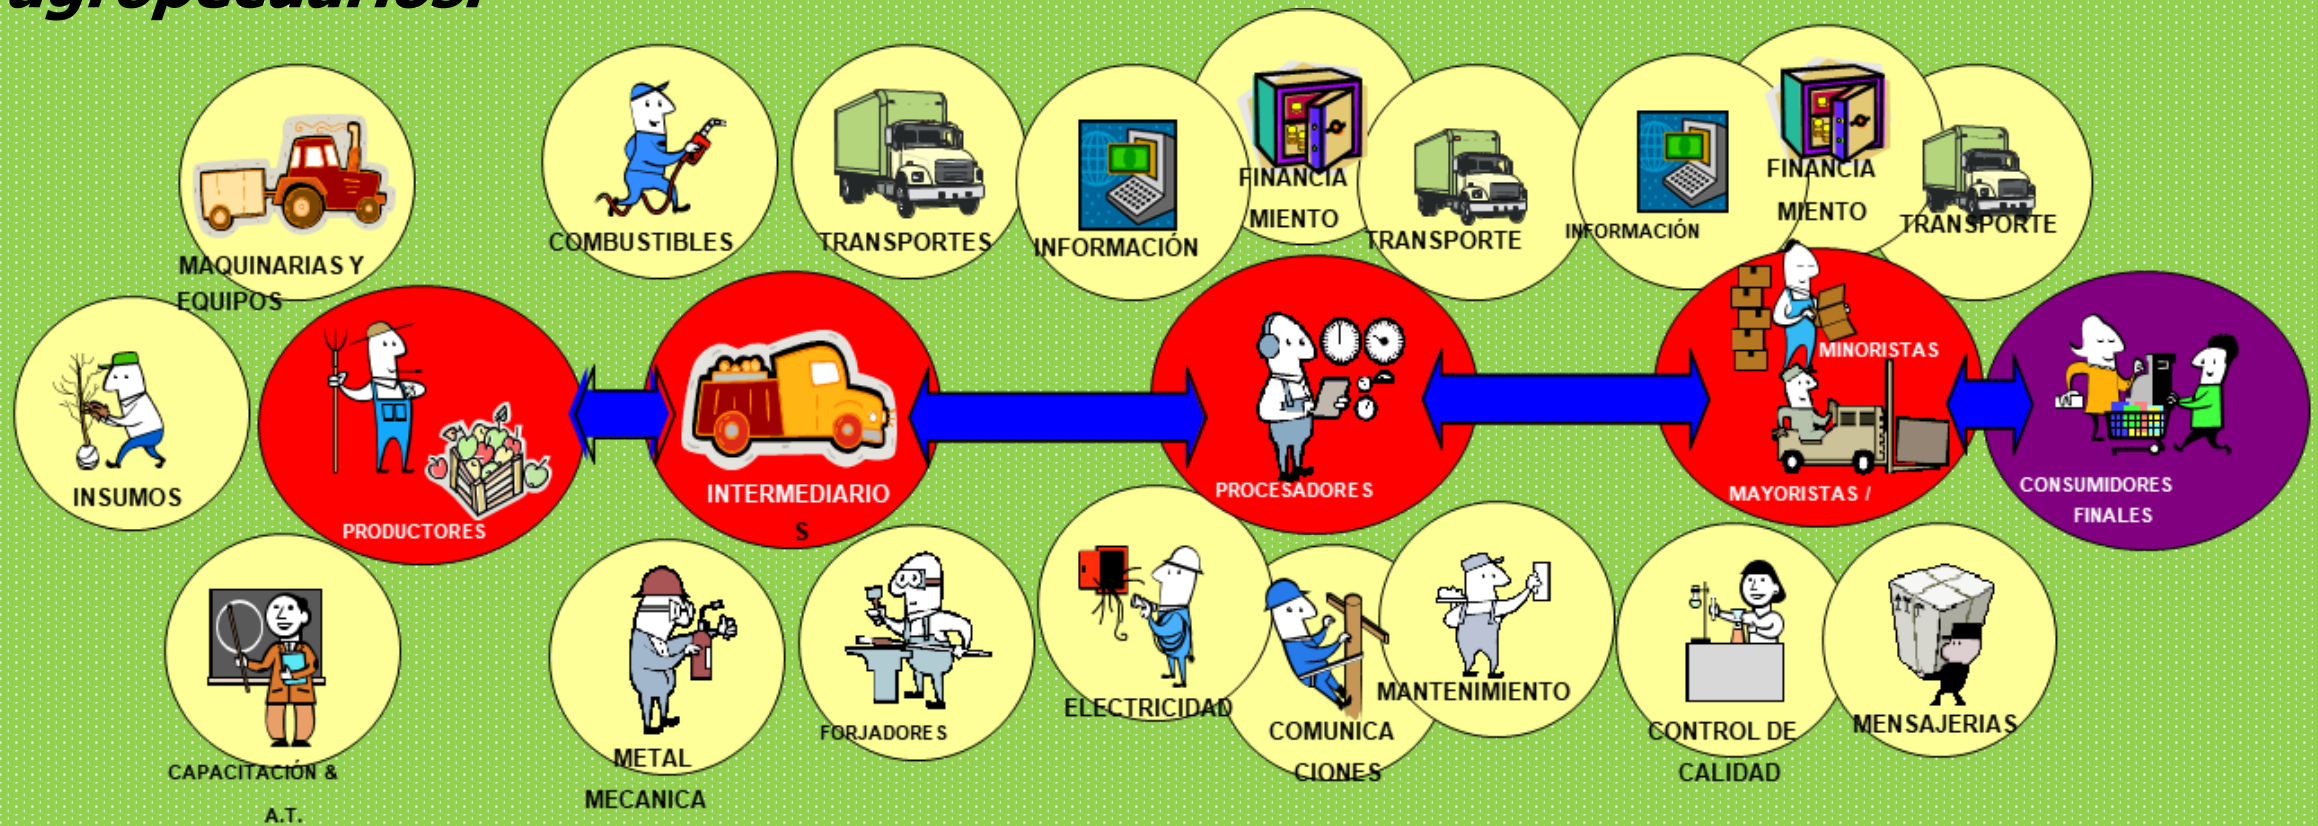 agropecuarios.
MAQUINARIAS Y
EQUIPOS
COMBUSTIBLES
TRANSPORTES
INFORMACIÓN
FINANCIA
MIENTO
TRANSPORTE
INFORMACIÓN
FINANCIA
MIENTO
TRANSPORTE
INSUMOS
PRODUCTORES
INTERMEDIARIO
S
PROCESADORES
MINORISTAS
MAYORISTAS /
CONSUMIDORES
FINALES
CAPACITACIÓN &
A.T.
METAL
MECANICA
FORJADORES
ELECTRICIDAD
COMUNICA
CIONES
MANTENIMIENTO
CONTROL DE
CALIDAD
MENSAJERIAS